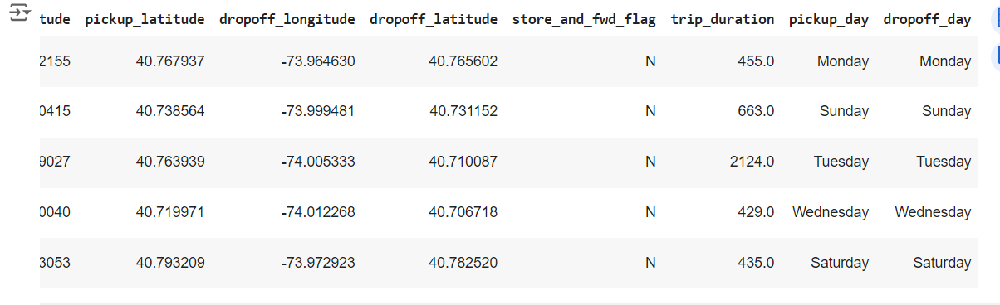 tude pickup_latitude dropoff_longitude dropoff_latitude store_and_fwd_flag trip_duration pickup_day dropoff_day
2155 40.767937 -73.964630 40.765602 N 455.0 Monday Monday
0415 40.738564 -73.999481 40.731152 N 663.0 Sunday Sunday
9027 40.763939 -74.005333 40.710087 N 2124.0 Tuesday Tuesday
0040 40.719971 -74.012268 40.706718 N 429.0 Wednesday Wednesday
3053 40.793209 -73.972923 40.782520 N 435.0 Saturday Saturday